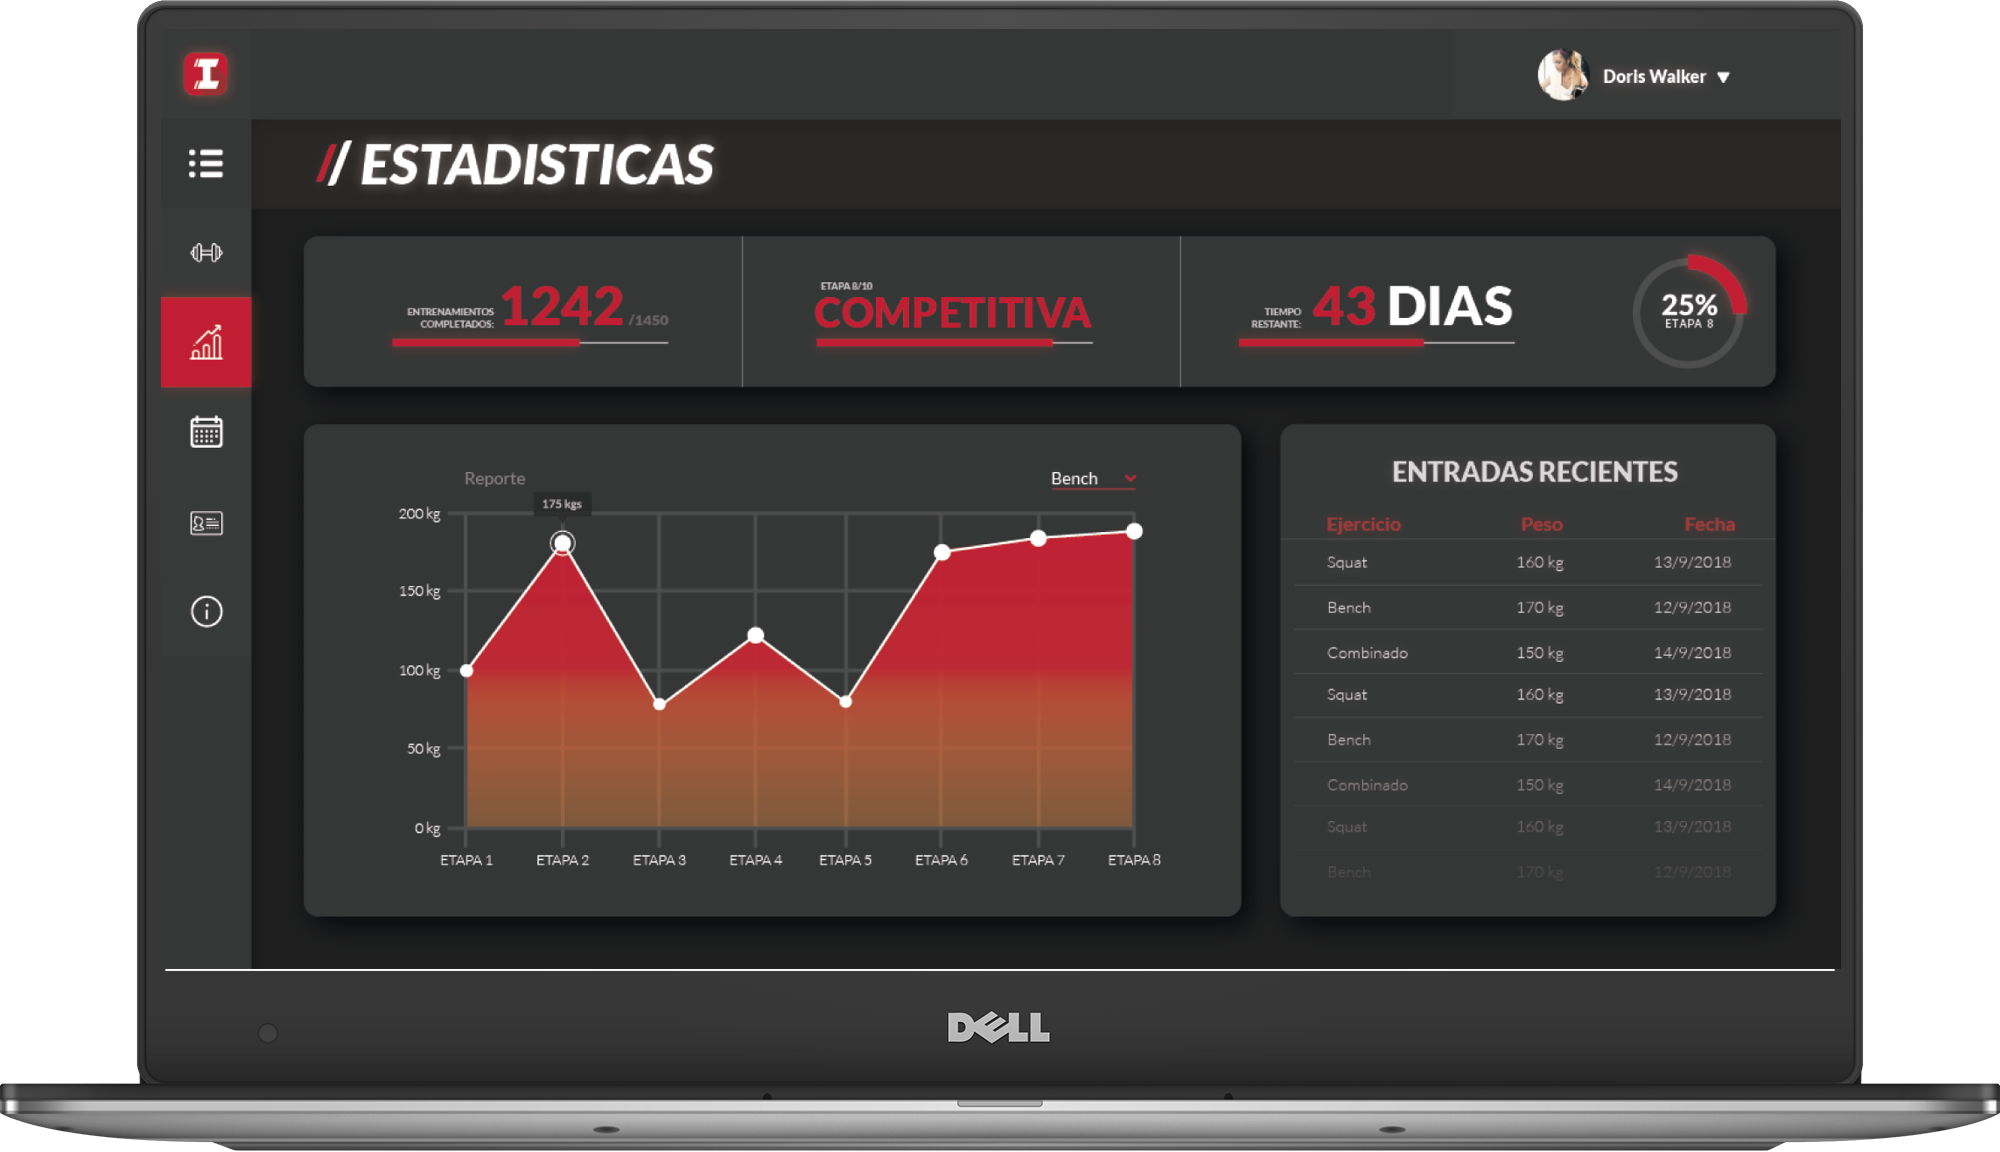 I
Doris Walker
// ESTADISTICAS
ENTRENAMIENTOS
COMPLETADOS:
1242 /1450
ETAPA 8/10
COMPETITIVA
TIEMPO
RESTANTE:
43 DIAS
25%
ETAPA 8
Reporte
Bench
175 kgs
200 kg
150 kg
100 kg
50 kg
0 kg
ETAPA 1 ETAPA 2 ETAPA 3 ETAPA 4 ETAPA 5 ETAPA 6 ETAPA 7 ETAPA 8
ENTRADAS RECIENTES
Ejercicio Peso Fecha
Squat 160 kg 13/9/2018
Bench 170 kg 12/9/2018
Combinado 150 kg 14/9/2018
Squat 160 kg 13/9/2018
Bench 170 kg 12/9/2018
Combinado 150 kg 14/9/2018
Squat 160 kg 13/9/2018
Bench 170 kg 12/9/2018
DELL